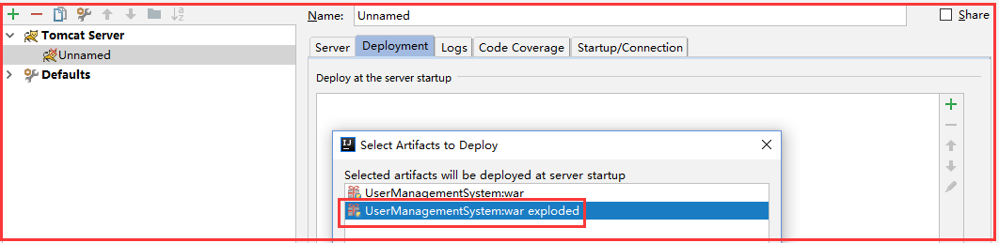 Name: Unnamed
Share
Tomcat Server
Unnamed
Defaults
Server Deployment Logs Code Coverage Startup/Connection
Deploy at the server startup
Select Artifacts to Deploy
Selected artifacts will be deployed at server startup
UserManagementSystem:war
UserManagementSystem:war exploded